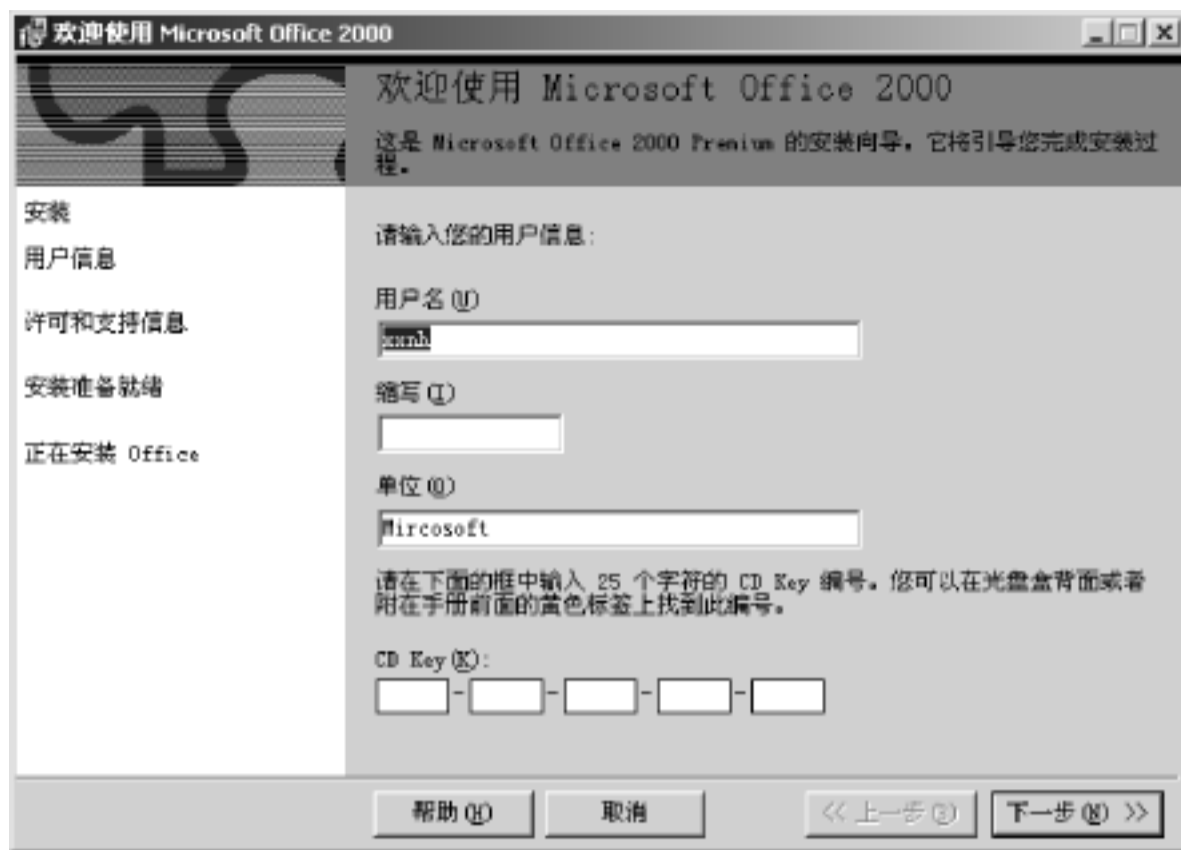 欢迎使用 Microsoft Office 2000
欢迎使用 Microsoft Office 2000
这是 Microsoft Office 2000 Premium 的安装向导。它将引导您完成安装过
程。
安装
用户信息
许可和支持信息
安装准备就绪
正在安装 Office
请输入您的用户信息:
用户名(U)
xxnh
缩写(I)
单位(O)
Mircosoft
请在下面的框中输入 25 个字符的 CD Key 编号。您可以在光盘盒背面或者
附在手册前面的黄色标签上找到此编号。
CD Key(K):
- - - -
帮助(H) 取消 << 上一步(B) 下一步(N) >>